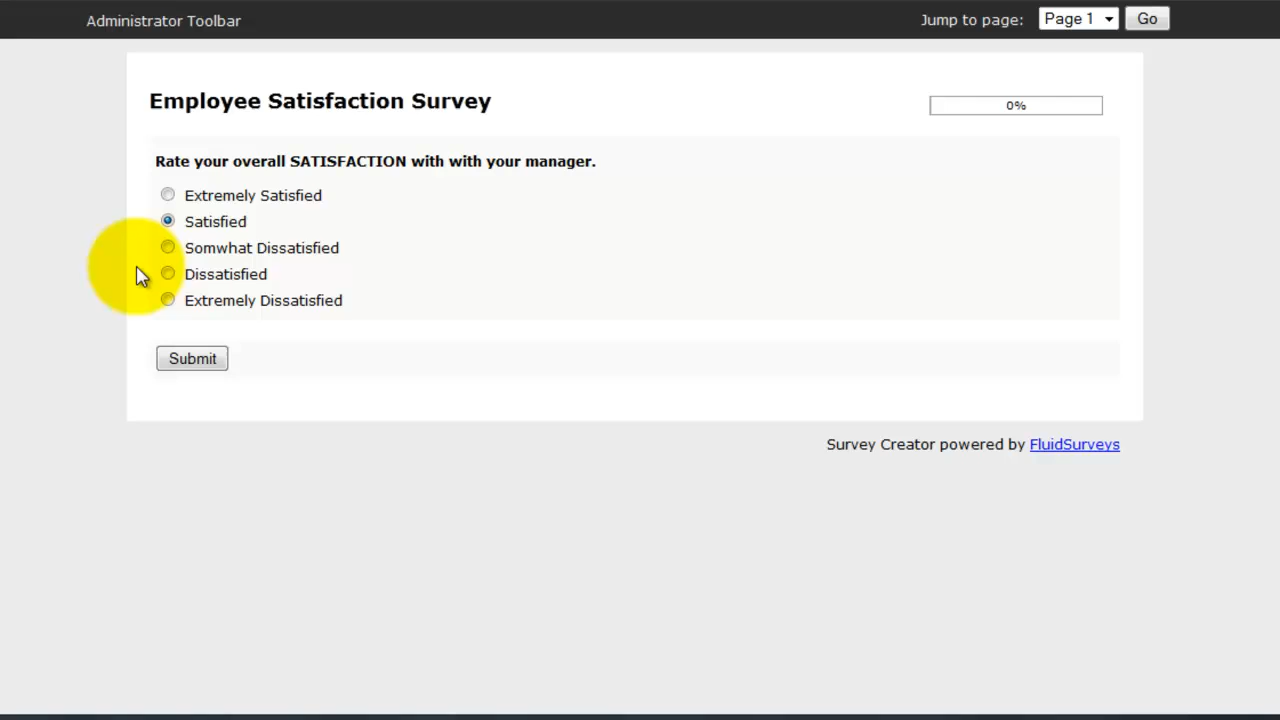 Administrator Toolbar
Jump to page: Page 1 Go
Employee Satisfaction Survey
0%
Rate your overall SATISFACTION with with your manager.
Extremely Satisfied
Satisfied
Somwhat Dissatisfied
Dissatisfied
Extremely Dissatisfied
Submit
Survey Creator powered by FluidSurveys